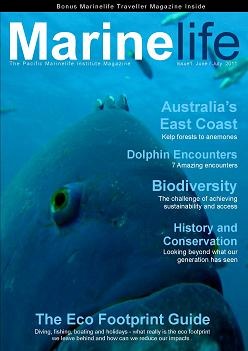 Bonus Marinelife Traveller Magazine Inside
Marinelife
The Pacific Marinelife Institute Magazine
Issue1. June / July. 2011
Australia's
East Coast
Kelp forests to anemones
Dolphin Encounters
7 Amazing encounters
Biodiversity
The challenge of achieving
sustainability and access
History and
Conservation
Looking beyond what our
generation has seen
The Eco Footprint Guide
Diving, fishing, boating and holidays - what really is the eco footprint
we leave behind and how can we reduce our impacts